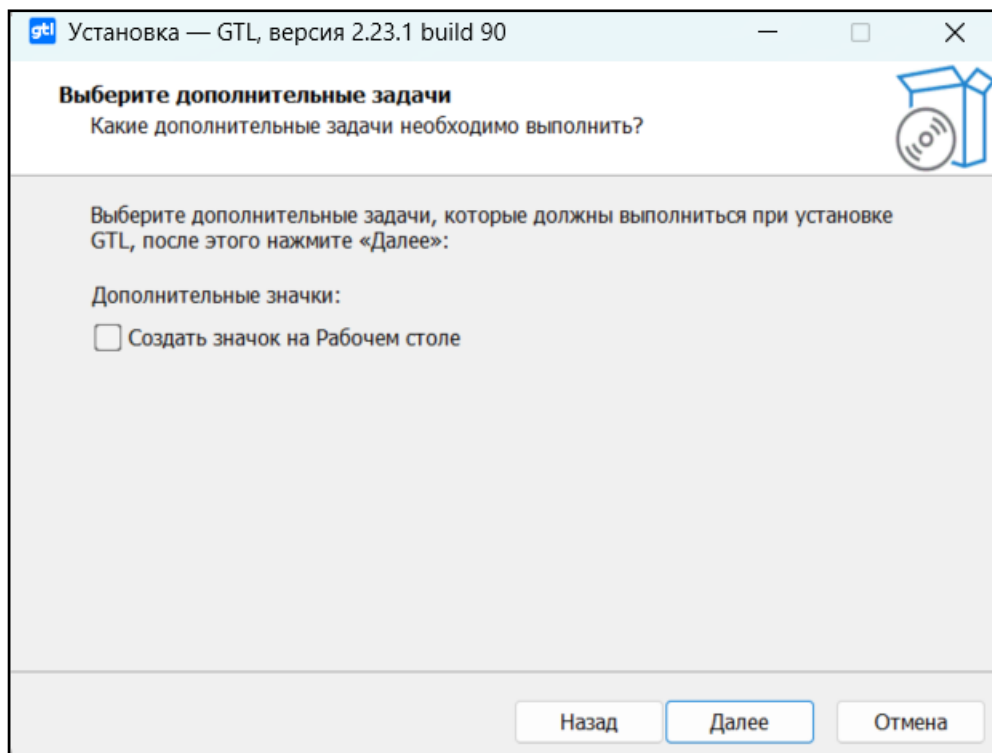 gtl Установка — GTL, версия 2.23.1 build 90
Выберите дополнительные задачи
Какие дополнительные задачи необходимо выполнить?
Выберите дополнительные задачи, которые должны выполниться при установке
GTL, после этого нажмите «Далее»:
Дополнительные значки:
Создать значок на Рабочем столе
Назад Далее Отмена